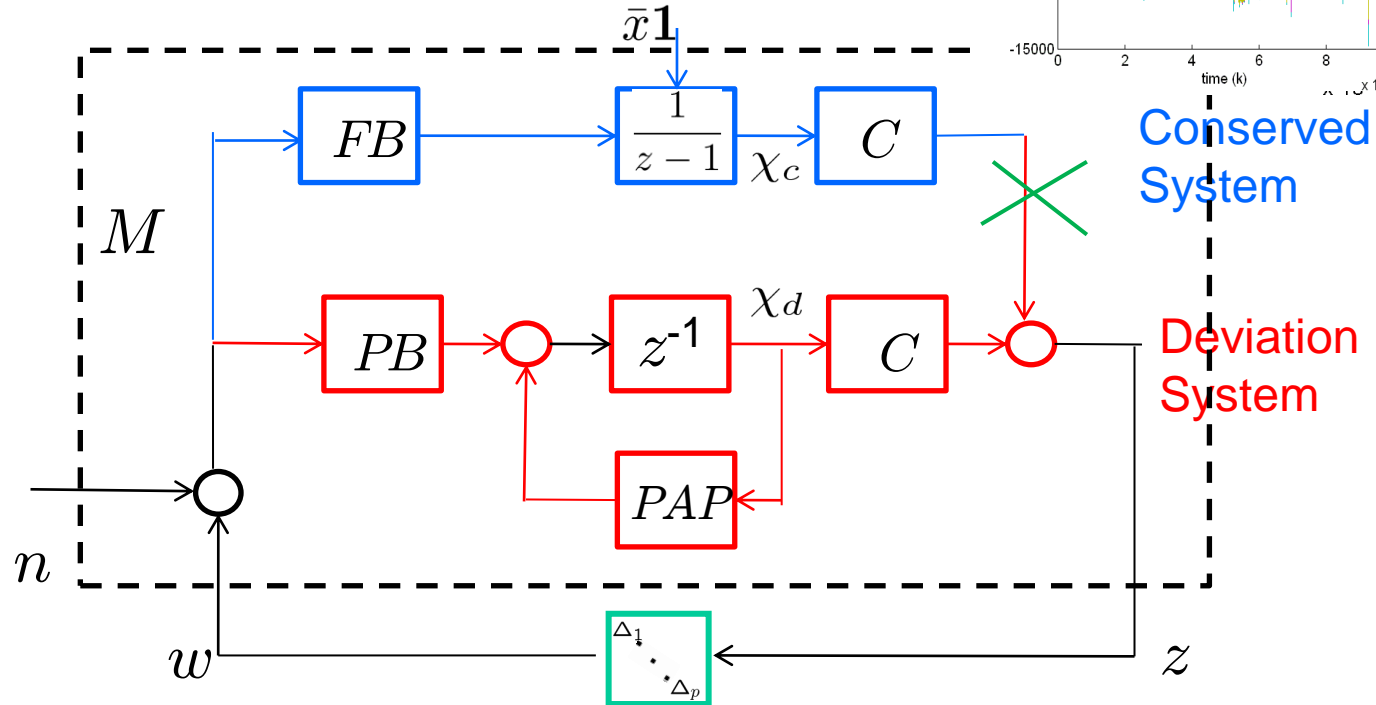 x̄1
-15000
0 2 4 6 8
time (k)
x 1
FB
1
z − 1
χc
C
Conserved
System
M
PB
z-1
χd
C
Deviation
System
PAP
n
w
Δ1
Δp
z